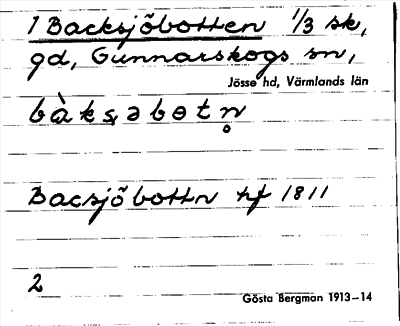 1 Backsjöbotten 1/3 sk,
gd, Gunnarskogs sn,
Jösse hd, Värmlands län
bàksəbɵtn̥
Bacsjöbottn hf 1811
2
Gösta Bergman 1913–14